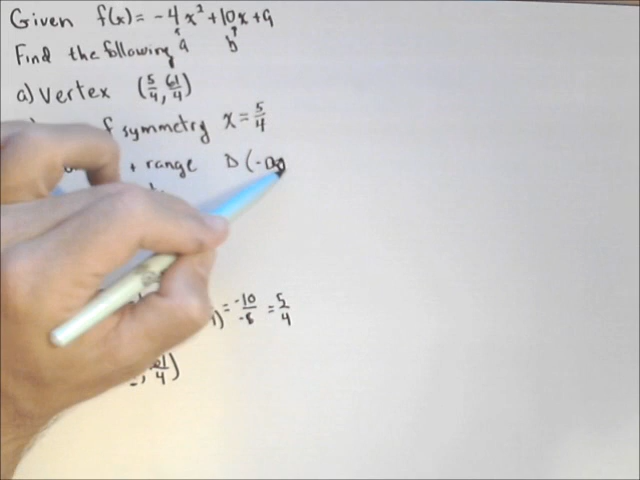 Given f(x) = -4x² + 10x + 9
a b
Find the following
a) Vertex (5/4, 61/4)
symmetry x = 5/4
+ range D (-∞
= -10/-8 = 5/4
, 61/4)